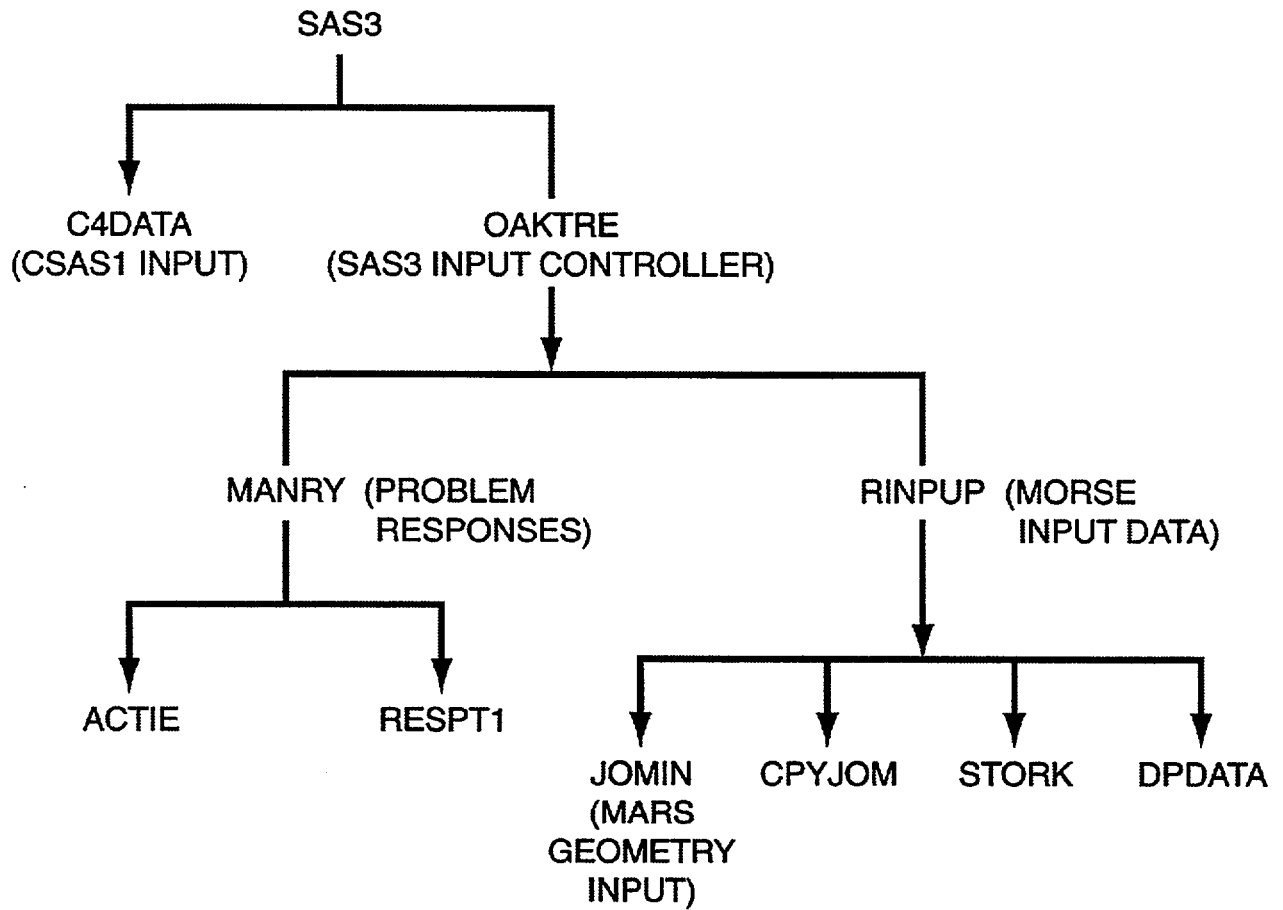 SAS3
C4DATA
(CSAS1 INPUT)
OAKTRE
(SAS3 INPUT CONTROLLER)
MANRY (PROBLEM
RESPONSES)
RINPUP (MORSE
INPUT DATA)
ACTIE
RESPT1
JOMIN
(MARS
GEOMETRY
INPUT)
CPYJOM
STORK
DPDATA